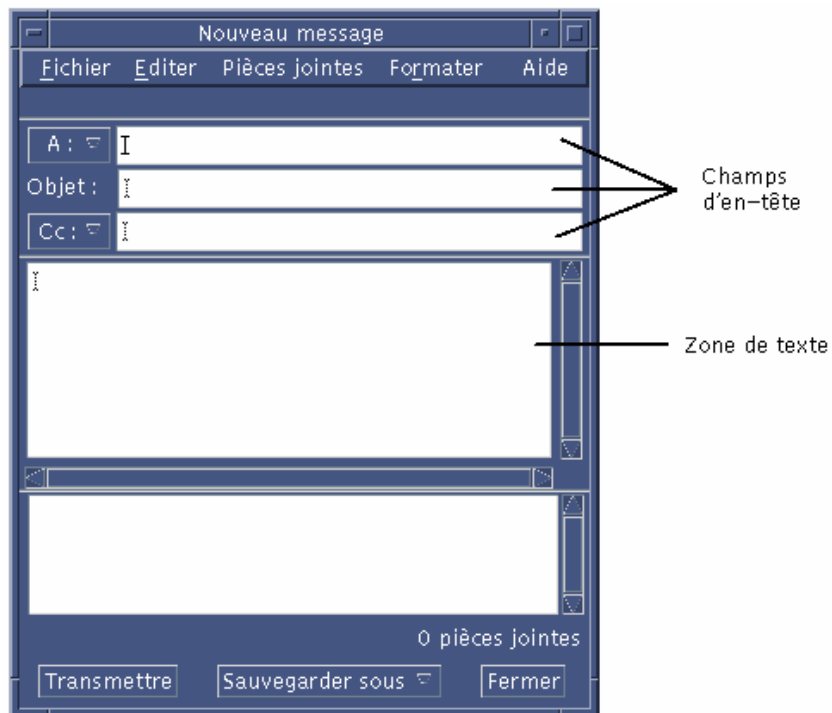 Nouveau message
Fichier Editer Pièces jointes Formater Aide
A :
Objet :
Cc :
Champs
d'en-tête
Zone de texte
0 pièces jointes
Transmettre Sauvegarder sous Fermer